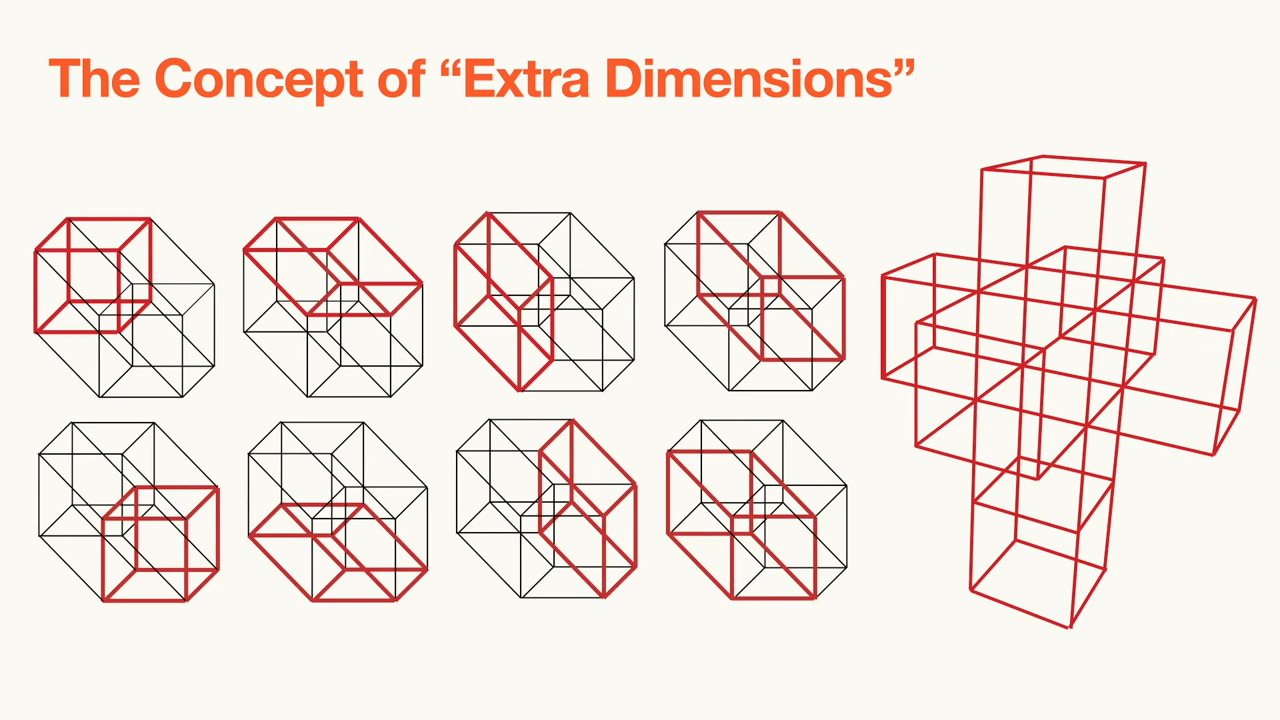 The Concept of “Extra Dimensions”